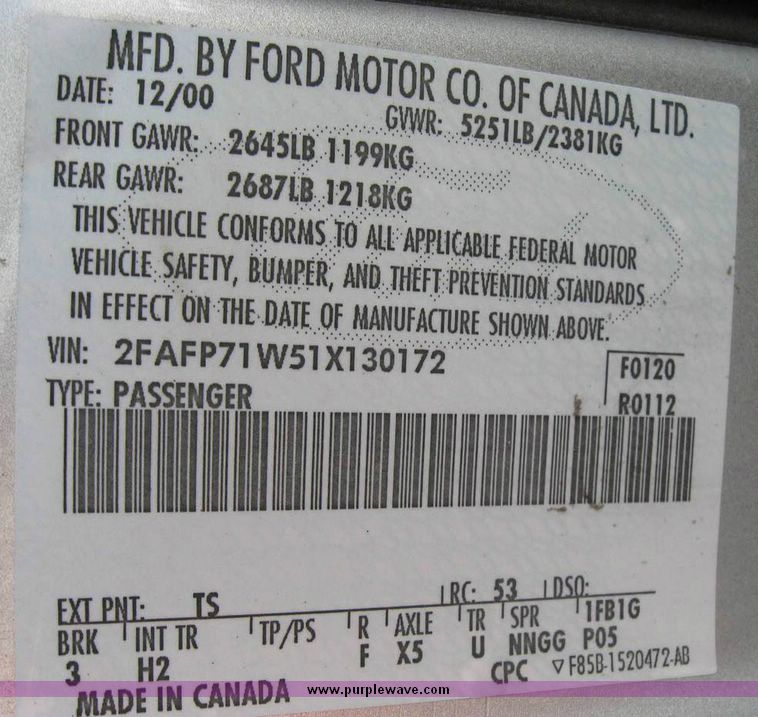 MFD. BY FORD MOTOR CO. OF CANADA, LTD.
DATE: 12/00 GVWR: 5251LB/2381KG
FRONT GAWR: 2645LB 1199KG
REAR GAWR: 2687LB 1218KG
THIS VEHICLE CONFORMS TO ALL APPLICABLE FEDERAL MOTOR
VEHICLE SAFETY, BUMPER, AND THEFT PREVENTION STANDARDS
IN EFFECT ON THE DATE OF MANUFACTURE SHOWN ABOVE.
VIN: 2FAFP71W51X130172 F0120
TYPE: PASSENGER R0112
EXT PNT: TS RC: 53 DSO:
BRK INT TR TP/PS R AXLE TR SPR 1FB1G
3 H2 F X5 U NNGG P05
MADE IN CANADA CPC ▽F85B-1520472-AB
www.purplewave.com